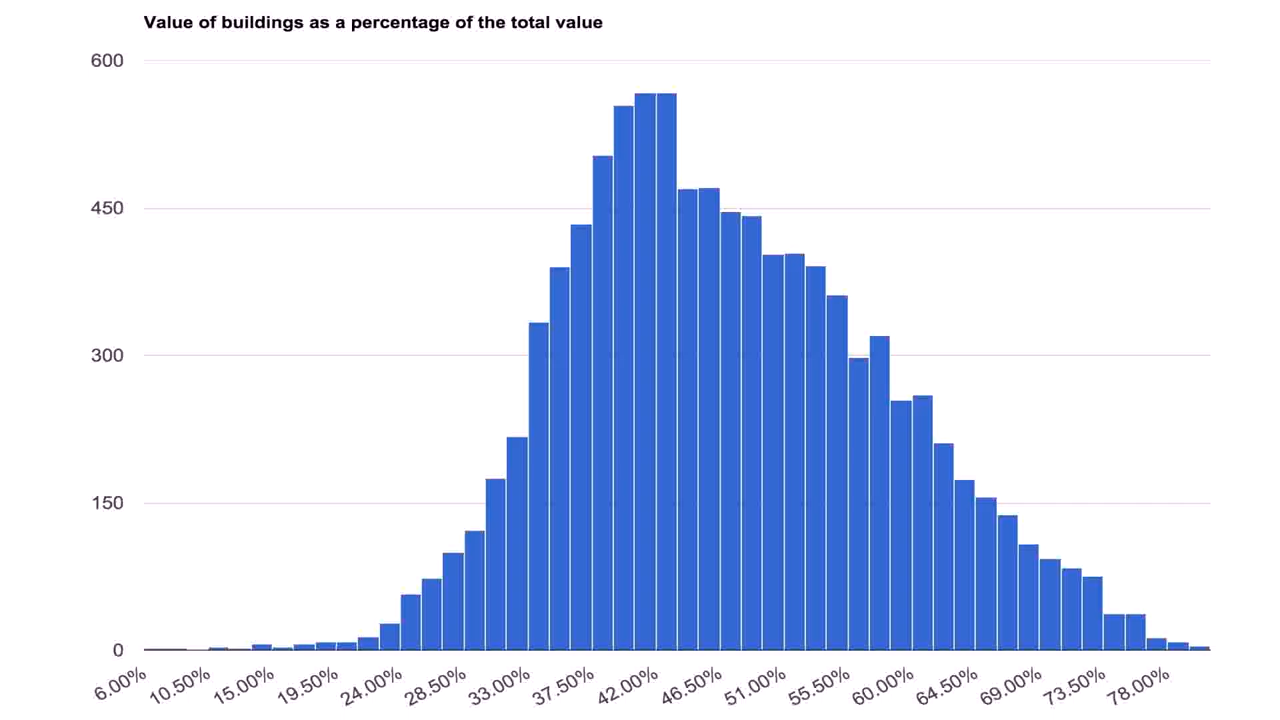 Value of buildings as a percentage of the total value
600
450
300
150
0
6.00% 10.50% 15.00% 19.50% 24.00% 28.50% 33.00% 37.50% 42.00% 46.50% 51.00% 55.50% 60.00% 64.50% 69.00% 73.50% 78.00%